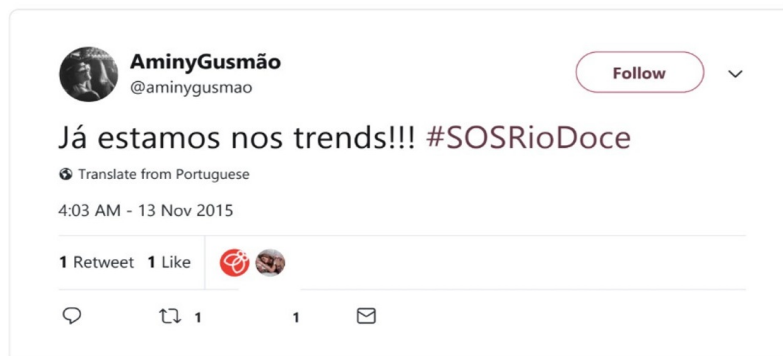 AminyGusmão
@aminygusmao
Follow
Já estamos nos trends!!! #SOSRioDoce
Translate from Portuguese
4:03 AM - 13 Nov 2015
1 Retweet 1 Like
1 1